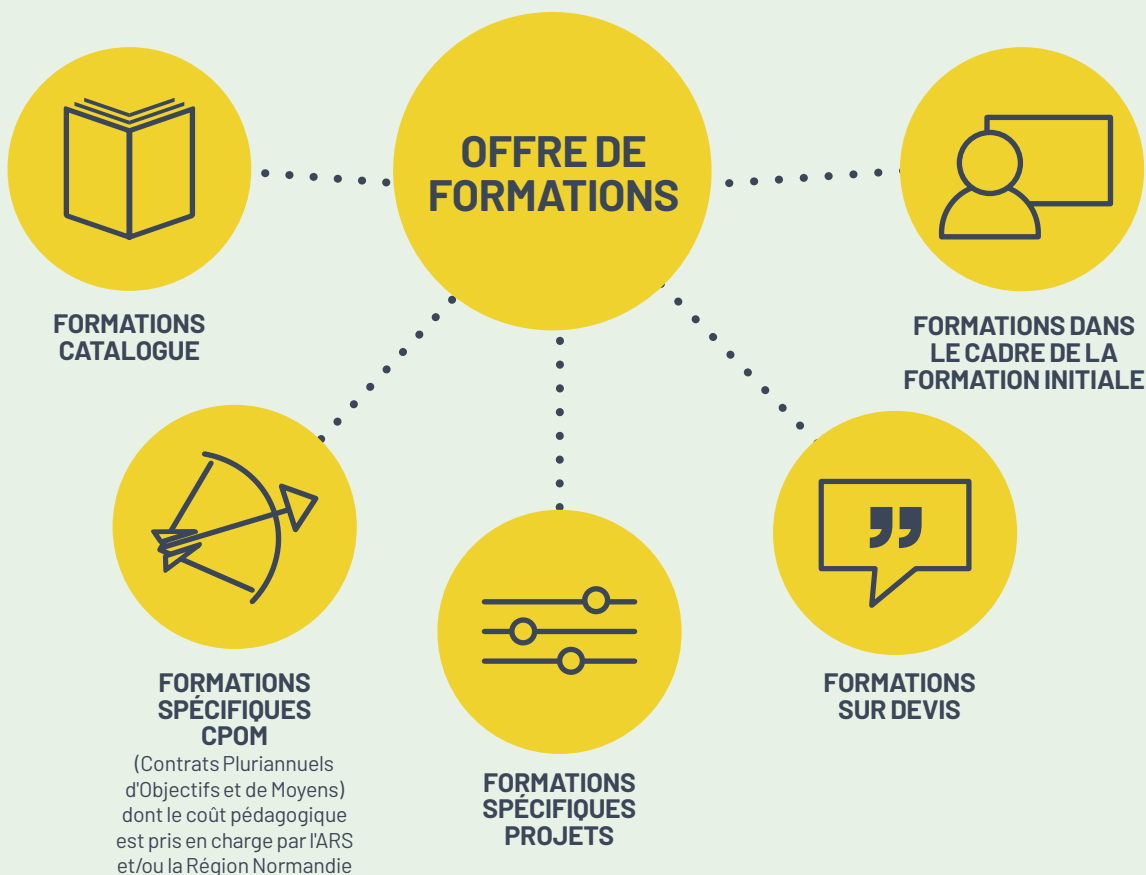 OFFRE DE
FORMATIONS
FORMATIONS
CATALOGUE
FORMATIONS DANS
LE CADRE DE LA
FORMATION INITIALE
FORMATIONS
SPÉCIFIQUES
CPOM
(Contrats Pluriannuels
d'Objectifs et de Moyens)
dont le coût pédagogique
est pris en charge par l'ARS
et/ou la Région Normandie
FORMATIONS
SPÉCIFIQUES
PROJETS
FORMATIONS
SUR DEVIS